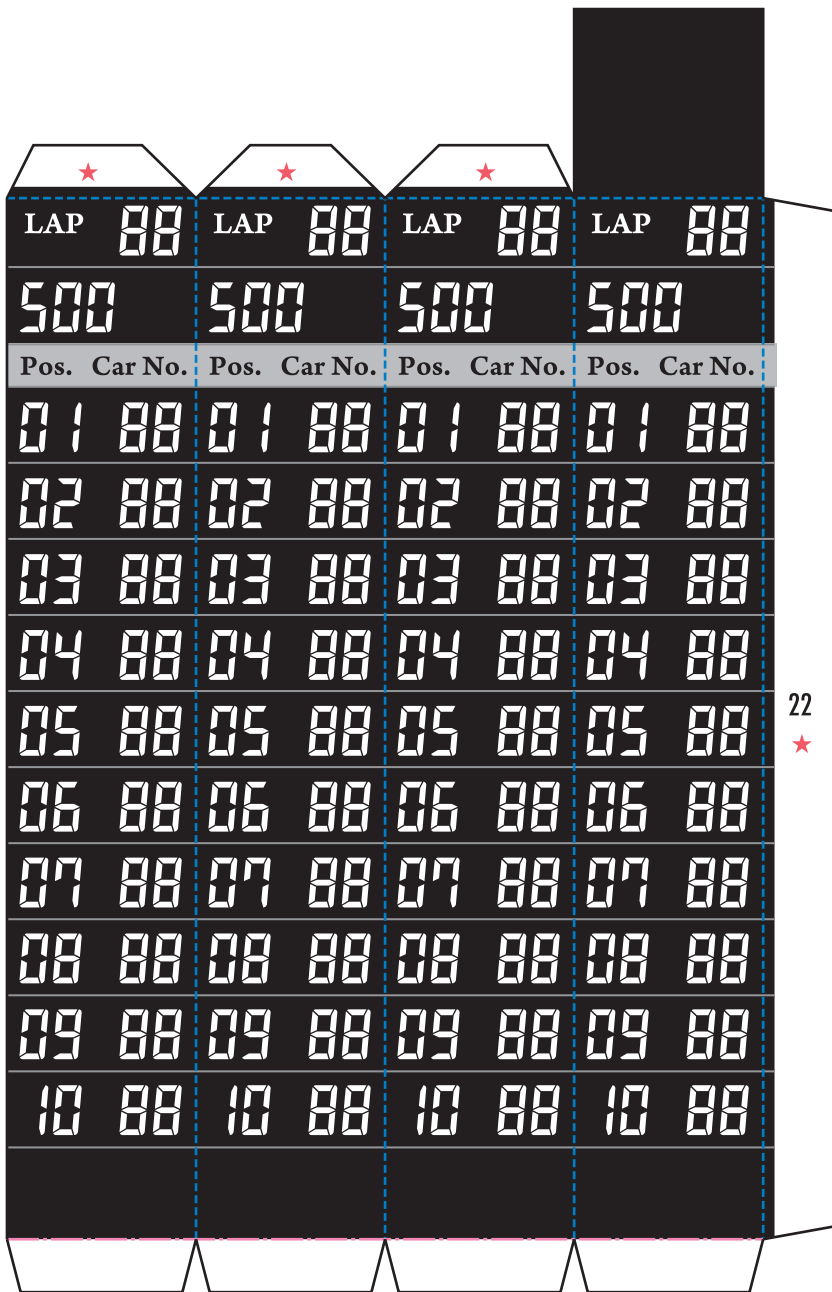 LAP 88 LAP 88 LAP 88 LAP 88
500 500 500 500
Pos. Car No. Pos. Car No. Pos. Car No. Pos. Car No.
01 88 01 88 01 88 01 88
02 88 02 88 02 88 02 88
03 88 03 88 03 88 03 88
04 88 04 88 04 88 04 88
05 88 05 88 05 88 05 88
22
06 88 06 88 06 88 06 88
07 88 07 88 07 88 07 88
08 88 08 88 08 88 08 88
09 88 09 88 09 88 09 88
10 88 10 88 10 88 10 88